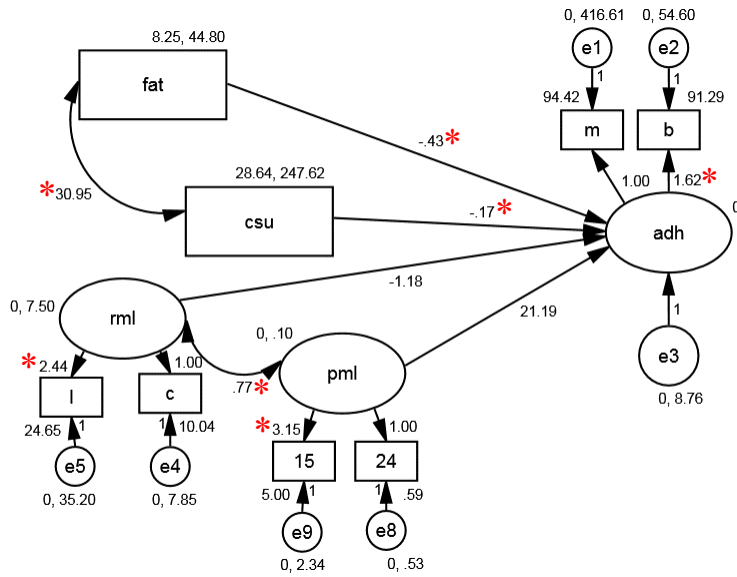 0, 416.61
0, 54.60
8.25, 44.80
e1
e2
1
1
fat
94.42
91.29
m
b
-.43*
1.00
1.62*
*30.95
28.64, 247.62
csu
-.17*
adh
0
-1.18
0, 7.50
rml
21.19
1
0, .10
*2.44
1.00
.77*
pml
e3
l
c
0, 8.76
24.65
1
1
10.04
*3.15
1.00
e5
e4
15
24
0, 35.20
0, 7.85
5.00
1
1
.59
e9
e8
0, 2.34
0, .53